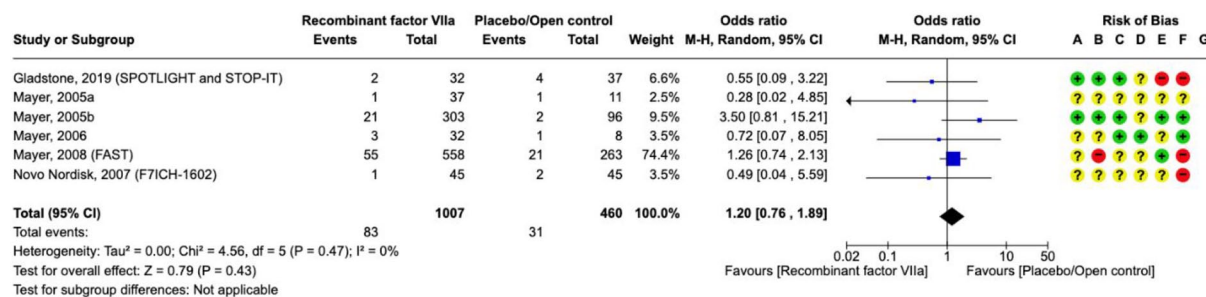 Recombinant factor VIIa Placebo/Open control Odds ratio Odds ratio Risk of Bias
Study or Subgroup Events Total Events Total Weight M-H, Random, 95% CI M-H, Random, 95% CI A B C D E F G
Gladstone, 2019 (SPOTLIGHT and STOP-IT) 2 32 4 37 6.6% 0.55 [0.09 , 3.22] + + + ? − −
Mayer, 2005a 1 37 1 11 2.5% 0.28 [0.02 , 4.85] ? ? ? ? ? ?
Mayer, 2005b 21 303 2 96 9.5% 3.50 [0.81 , 15.21] + + + ? + +
Mayer, 2006 3 32 1 8 3.5% 0.72 [0.07 , 8.05] ? ? + + ? +
Mayer, 2008 (FAST) 55 558 21 263 74.4% 1.26 [0.74 , 2.13] ? − ? ? + −
Novo Nordisk, 2007 (F7ICH-1602) 1 45 2 45 3.5% 0.49 [0.04 , 5.59] ? ? ? ? ? −
Total (95% CI) 1007 460 100.0% 1.20 [0.76 , 1.89]
Total events: 83 31
Heterogeneity: Tau² = 0.00; Chi² = 4.56, df = 5 (P = 0.47); I² = 0%
0.02 0.1 1 10 50
Test for overall effect: Z = 0.79 (P = 0.43)
Favours [Recombinant factor VIIa] Favours [Placebo/Open control]
Test for subgroup differences: Not applicable